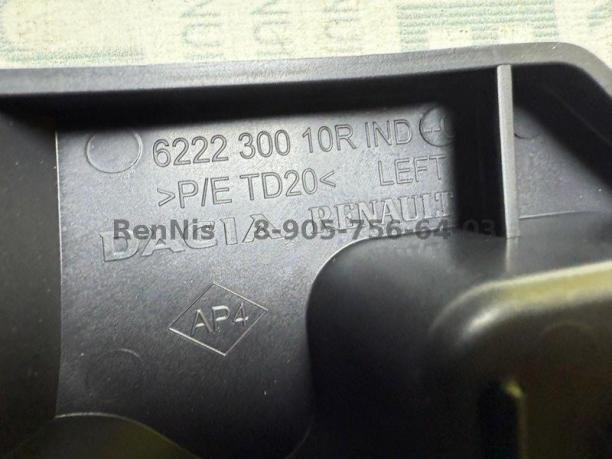 6222 300 10R IND
>P/E TD20< LEFT
RenNis 8-905-756-64-03
DACIA RENAULT
AP4